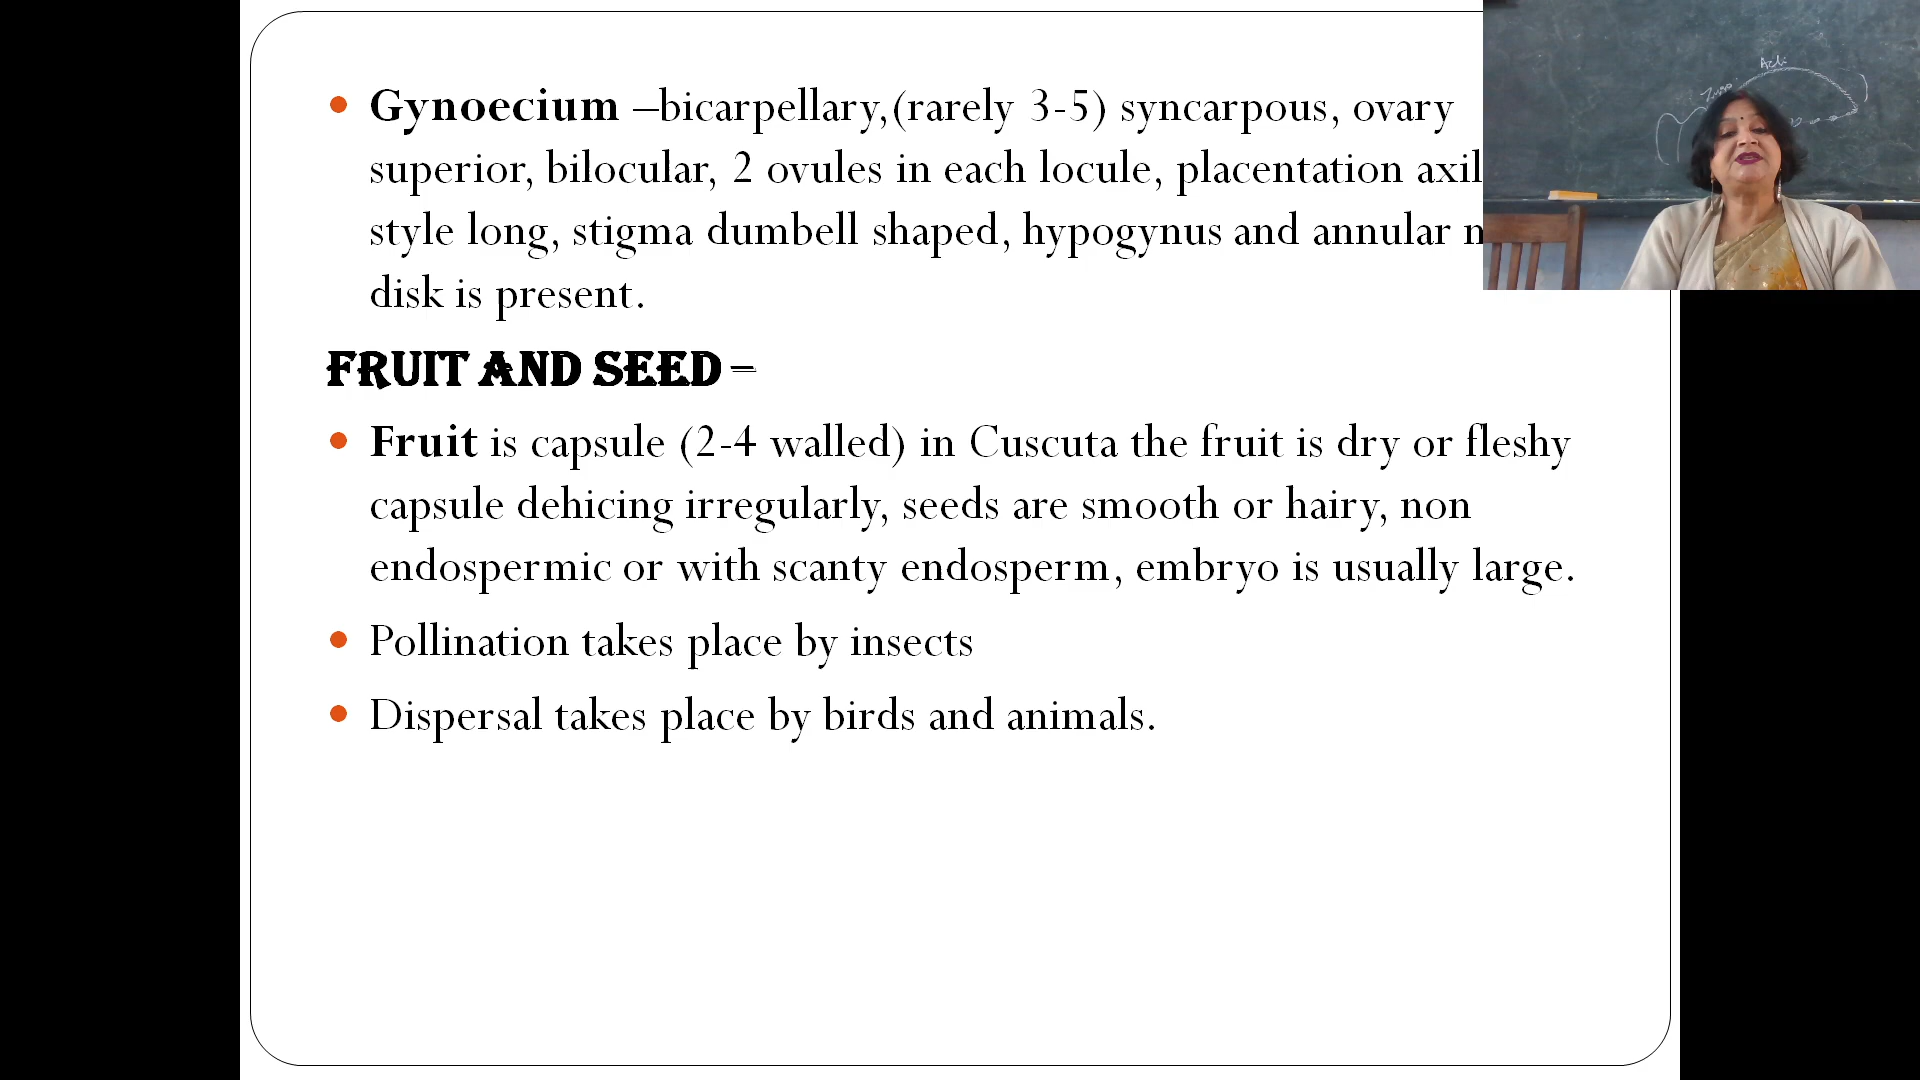 Gynoecium –bicarpellary,(rarely 3-5) syncarpous, ovary
superior, bilocular, 2 ovules in each locule, placentation
style long, stigma dumbell shaped, hypogynus and annular
disk is present.
FRUIT AND SEED –
Fruit is capsule (2-4 walled) in Cuscuta the fruit is dry or fleshy
capsule dehicing irregularly, seeds are smooth or hairy, non
endospermic or with scanty endosperm, embryo is usually large.
Pollination takes place by insects
Dispersal takes place by birds and animals.